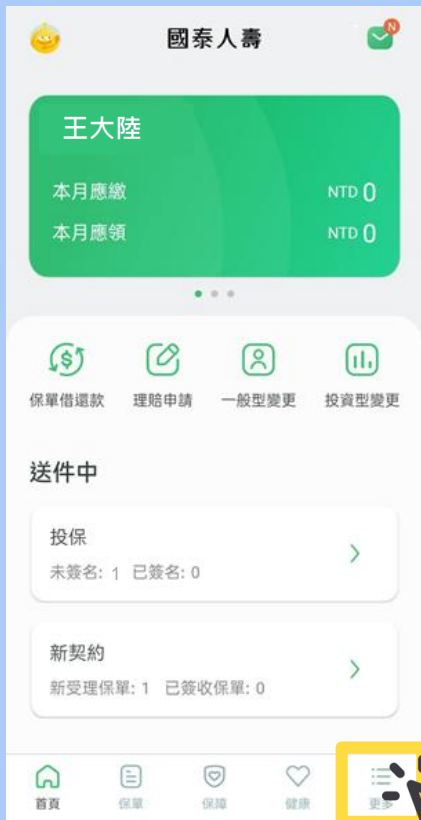 國泰人壽
N
王大陸
本月應繳 NTD 0
本月應領 NTD 0
保單借還款 理賠申請 一般型變更 投資型變更
送件中
投保
未簽名: 1 已簽名: 0
新契約
新受理保單: 1 已簽收保單: 0
首頁 保單 保障 健康 更多